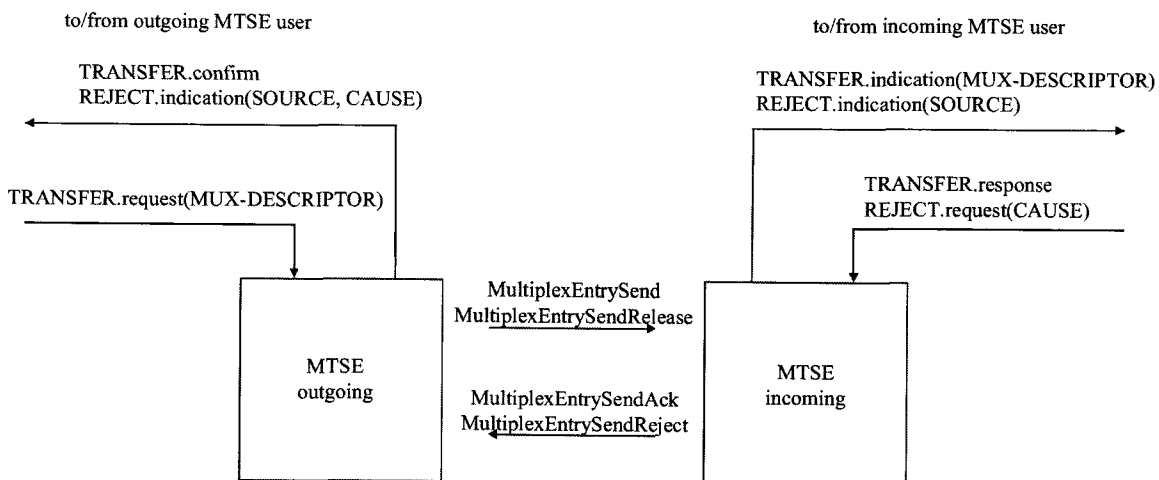 to/from outgoing MTSE user
to/from incoming MTSE user
TRANSFER.confirm
REJECT.indication(SOURCE, CAUSE)
TRANSFER.indication(MUX-DESCRIPTOR)
REJECT.indication(SOURCE)
TRANSFER.request(MUX-DESCRIPTOR)
TRANSFER.response
REJECT.request(CAUSE)
MultiplexEntrySend
MultiplexEntrySendRelease
MTSE
outgoing
MTSE
incoming
MultiplexEntrySendAck
MultiplexEntrySendReject